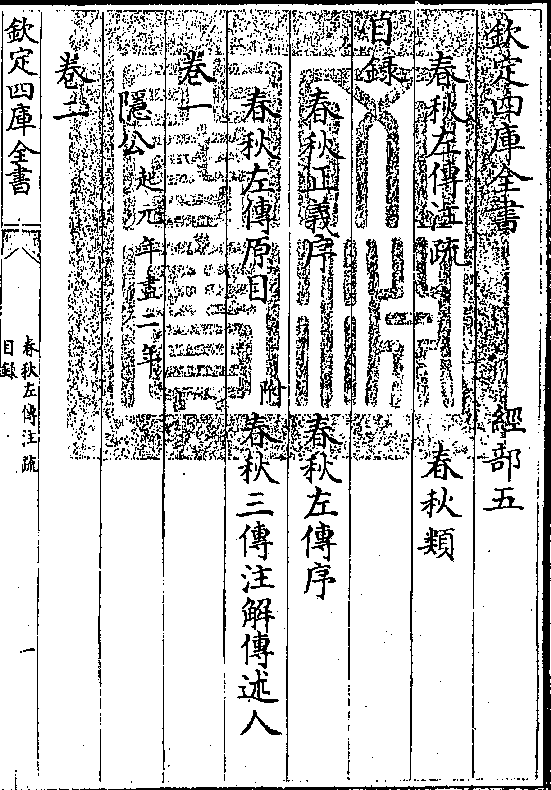 欽定四庫全書 經部五
春秋左傳注疏 春秋類
目録
春秋正義序 春秋左傳序
春秋左傳原目 附春秋三傳注解傳述人
卷一
隱公起元年盡二年
卷二
欽定四庫全書
春秋左傳注疏
目録
一